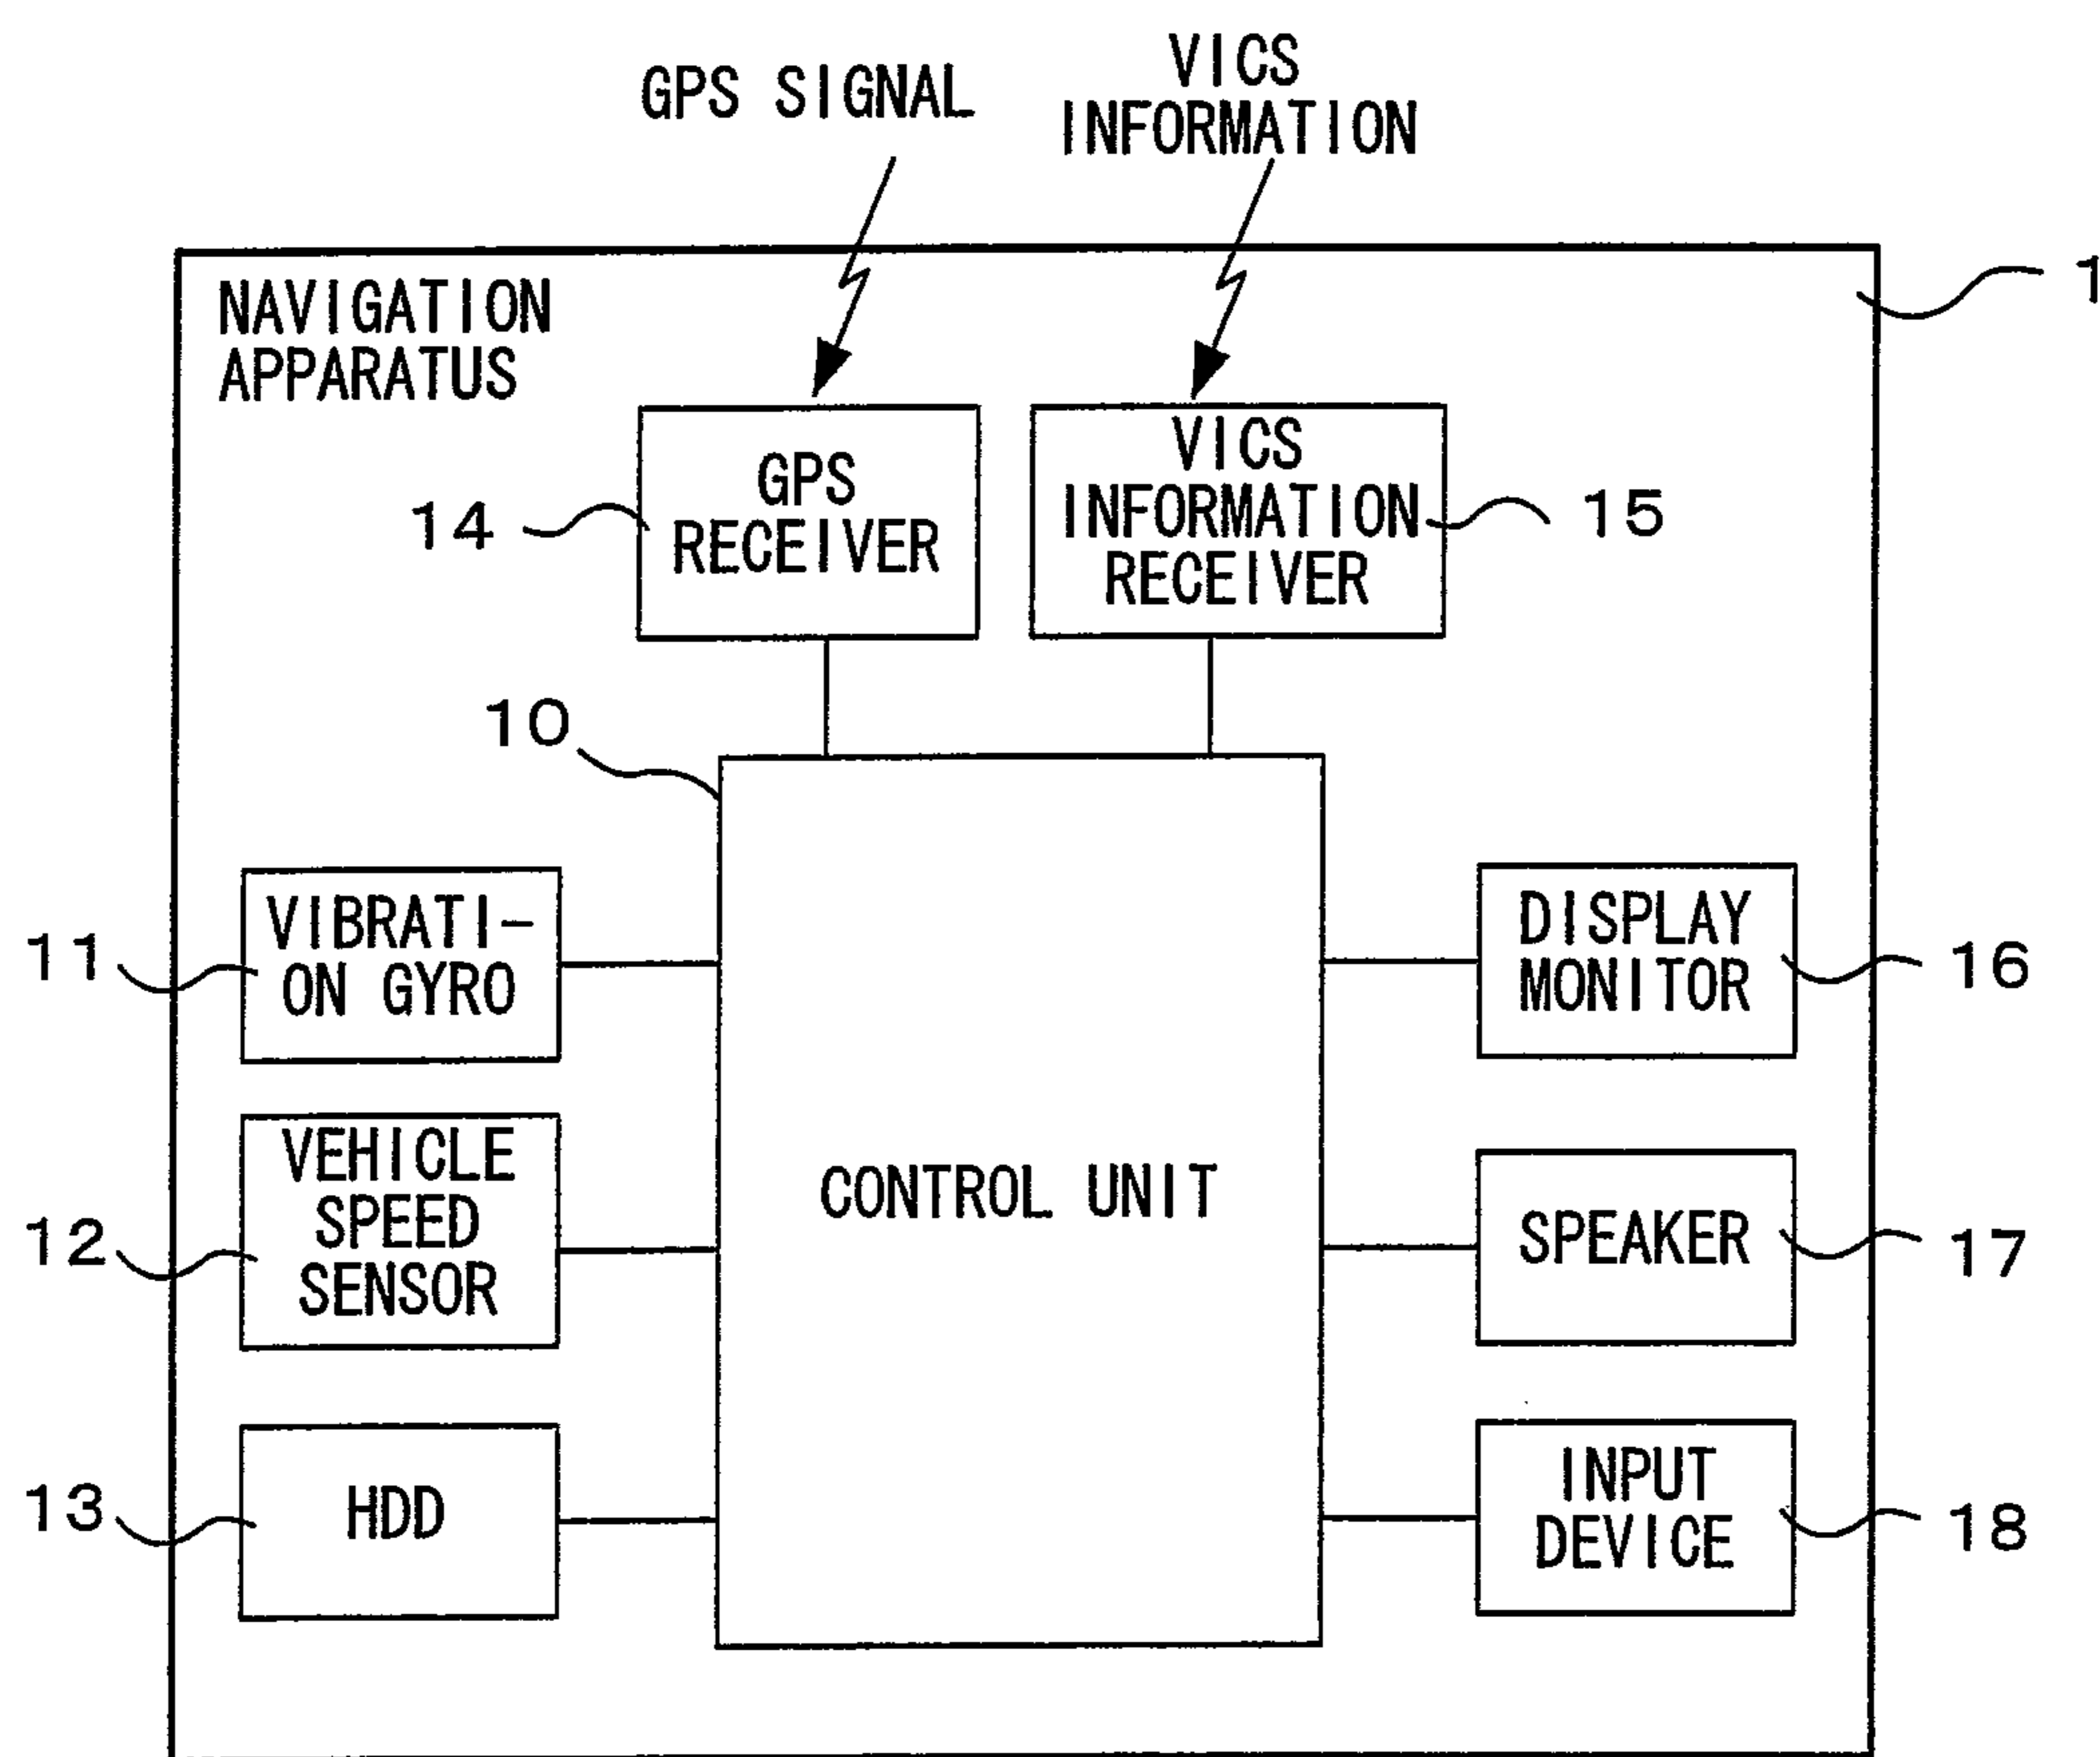 GPS SIGNAL
VICS
INFORMATION
1
NAVIGATION
APPARATUS
14
GPS
RECEIVER
VICS
INFORMATION
RECEIVER
15
10
CONTROL UNIT
11
VIBRATI-
ON GYRO
12
VEHICLE
SPEED
SENSOR
13
HDD
DISPLAY
MONITOR
16
SPEAKER
17
INPUT
DEVICE
18